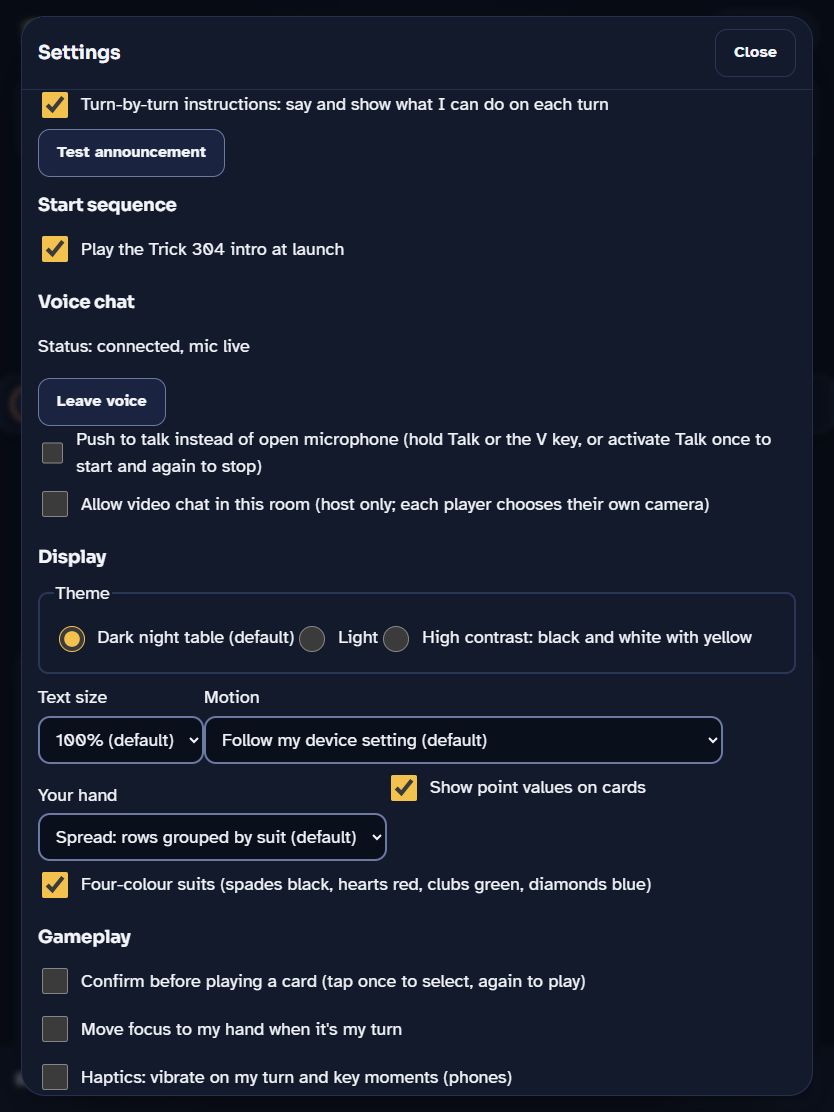 Settings
Close
Turn-by-turn instructions: say and show what I can do on each turn
Test announcement
Start sequence
Play the Trick 304 intro at launch
Voice chat
Status: connected, mic live
Leave voice
Push to talk instead of open microphone (hold Talk or the V key, or activate Talk once to
start and again to stop)
Allow video chat in this room (host only; each player chooses their own camera)
Display
Theme
Dark night table (default)
Light
High contrast: black and white with yellow
Text size
Motion
100% (default)
Follow my device setting (default)
Your hand
Show point values on cards
Spread: rows grouped by suit (default)
Four-colour suits (spades black, hearts red, clubs green, diamonds blue)
Gameplay
Confirm before playing a card (tap once to select, again to play)
Move focus to my hand when it's my turn
Haptics: vibrate on my turn and key moments (phones)